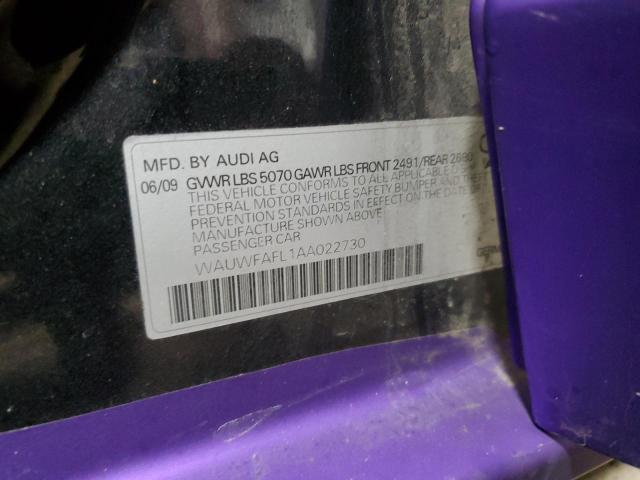 MFD. BY AUDI AG
06/09 GVWR LBS 5070 GAWR LBS FRONT 2491/REAR 2680
THIS VEHICLE CONFORMS TO ALL APPLICABLE
FEDERAL MOTOR VEHICLE SAFETY BUMPER AND THEFT
PREVENTION STANDARDS IN EFFECT ON THE DATE OF
MANUFACTURE SHOWN ABOVE
PASSENGER CAR
WAUWFAFL1AA022730